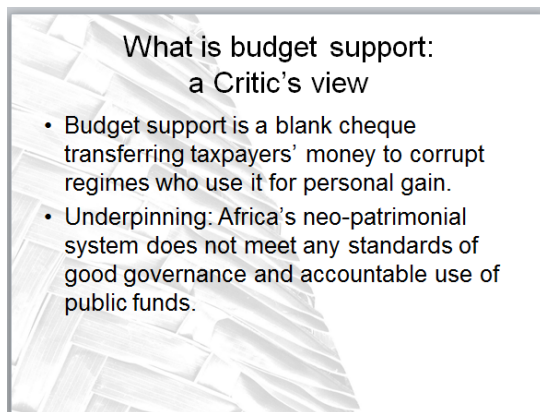 What is budget support:
a Critic's view
• Budget support is a blank cheque
transferring taxpayers' money to corrupt
regimes who use it for personal gain.
• Underpinning: Africa's neo-patrimonial
system does not meet any standards of
good governance and accountable use of
public funds.